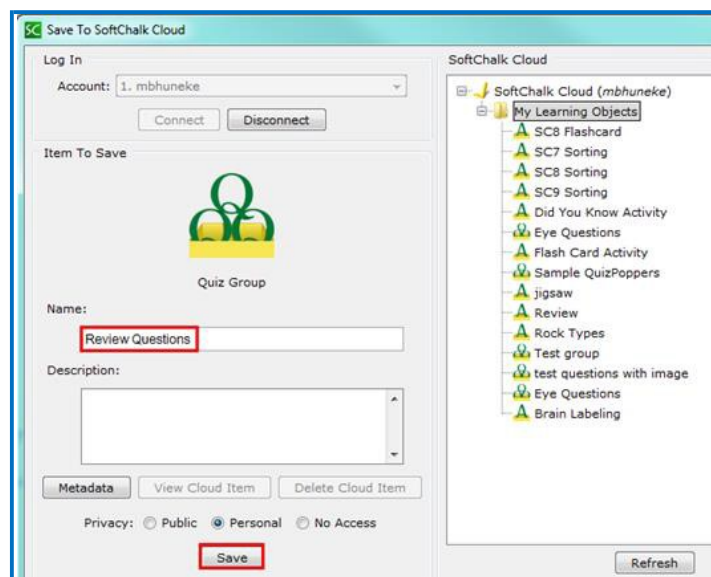 SC Save To SoftChalk Cloud
Log In
Account: 1. mbhuneke
Connect Disconnect
Item To Save
Quiz Group
Name:
Review Questions
Description:
Metadata View Cloud Item Delete Cloud Item
Privacy: Public Personal No Access
Save
SoftChalk Cloud
SoftChalk Cloud (mbhuneke)
My Learning Objects
A SC8 Flashcard
A SC7 Sorting
A SC8 Sorting
A SC9 Sorting
A Did You Know Activity
Eye Questions
A Flash Card Activity
Sample QuizPoppers
A jigsaw
A Review
A Rock Types
Test group
test questions with image
Eye Questions
A Brain Labeling
Refresh